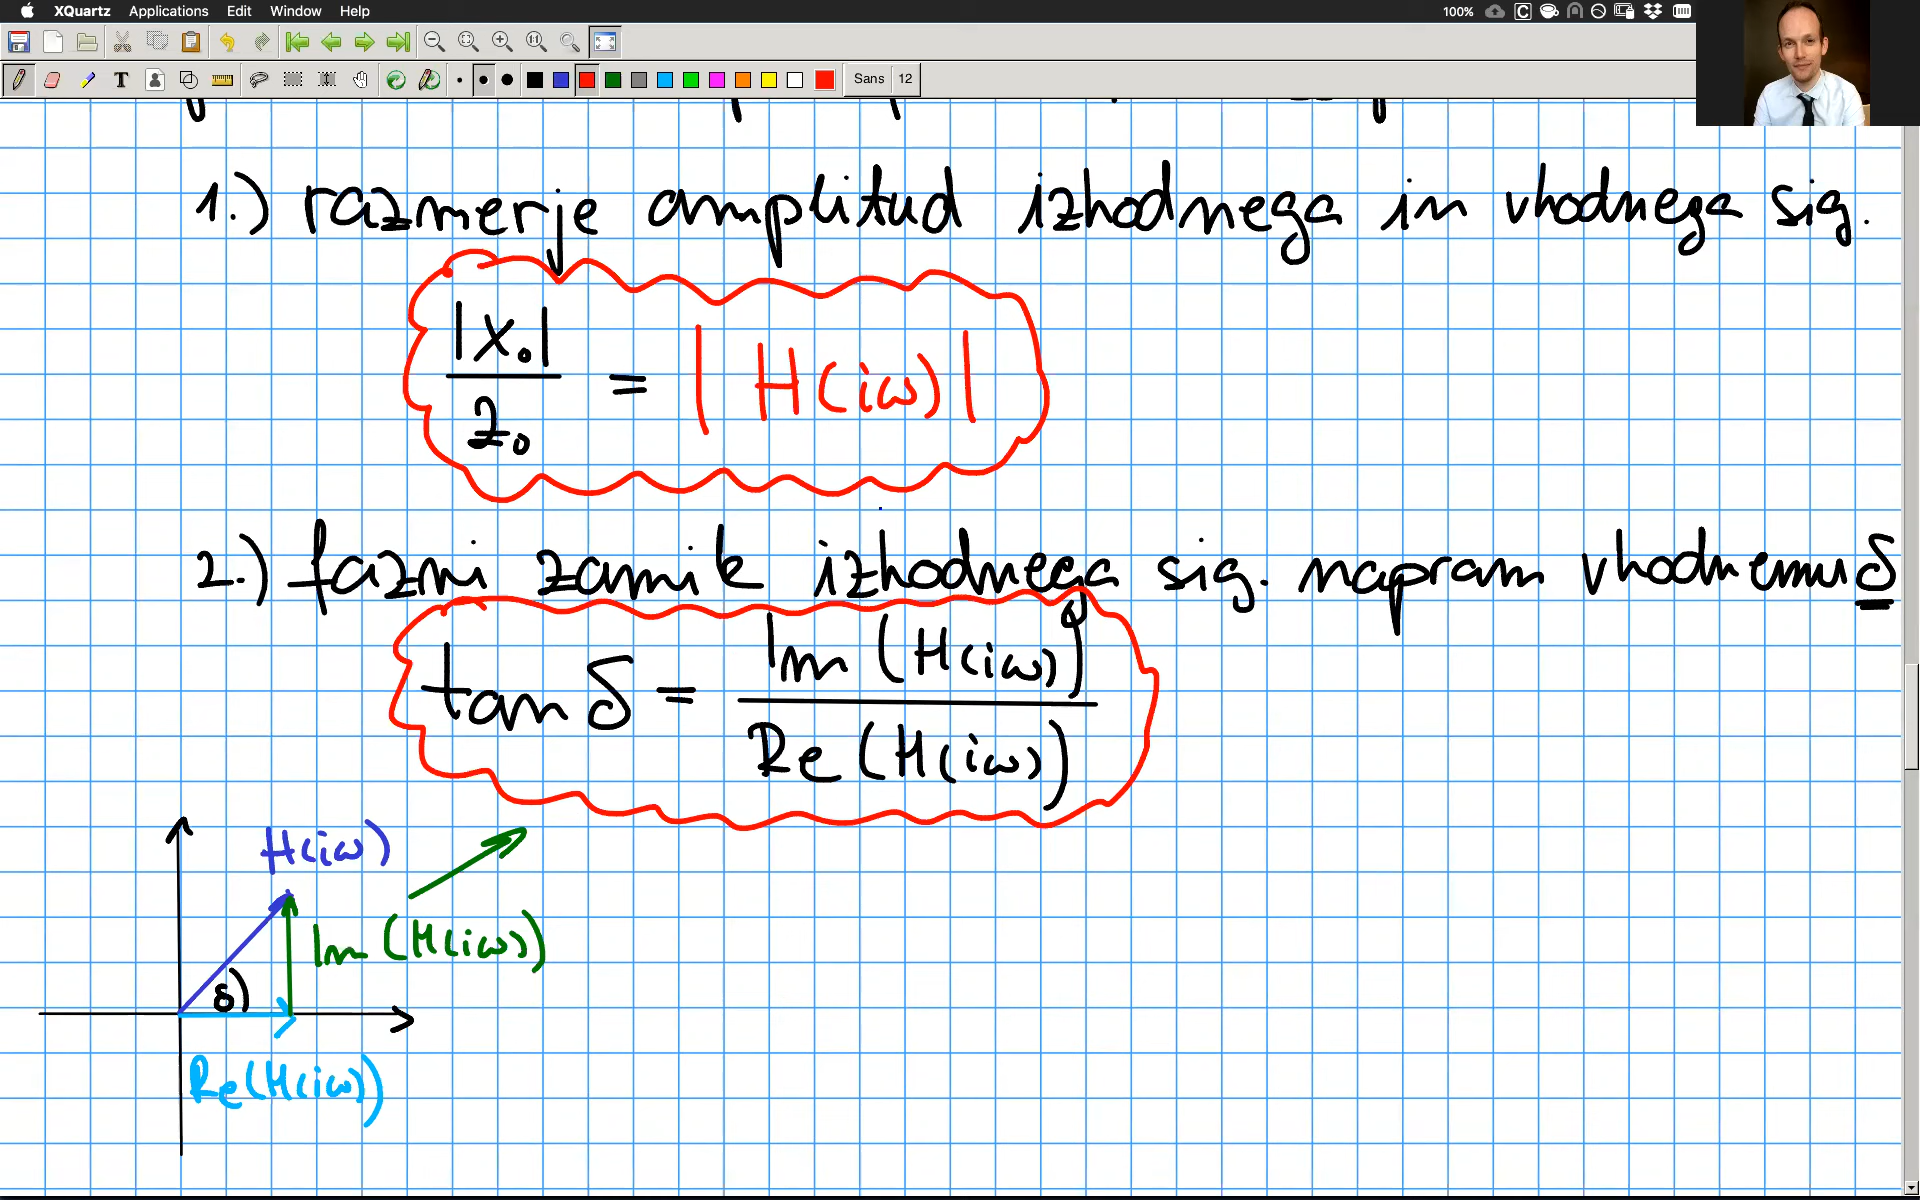 XQuartz Applications Edit Window Help 100%
Sans 12
1.) razmerje amplitud izhodnega in vhodnega sig.
|X₀|/z₀ = |H(iω)|
2.) fazni zamik izhodnega sig. napram vhodnemu δ
tan δ = Im(H(iω))/Re(H(iω))
H(iω)
Im(H(iω))
δ
Re(H(iω))